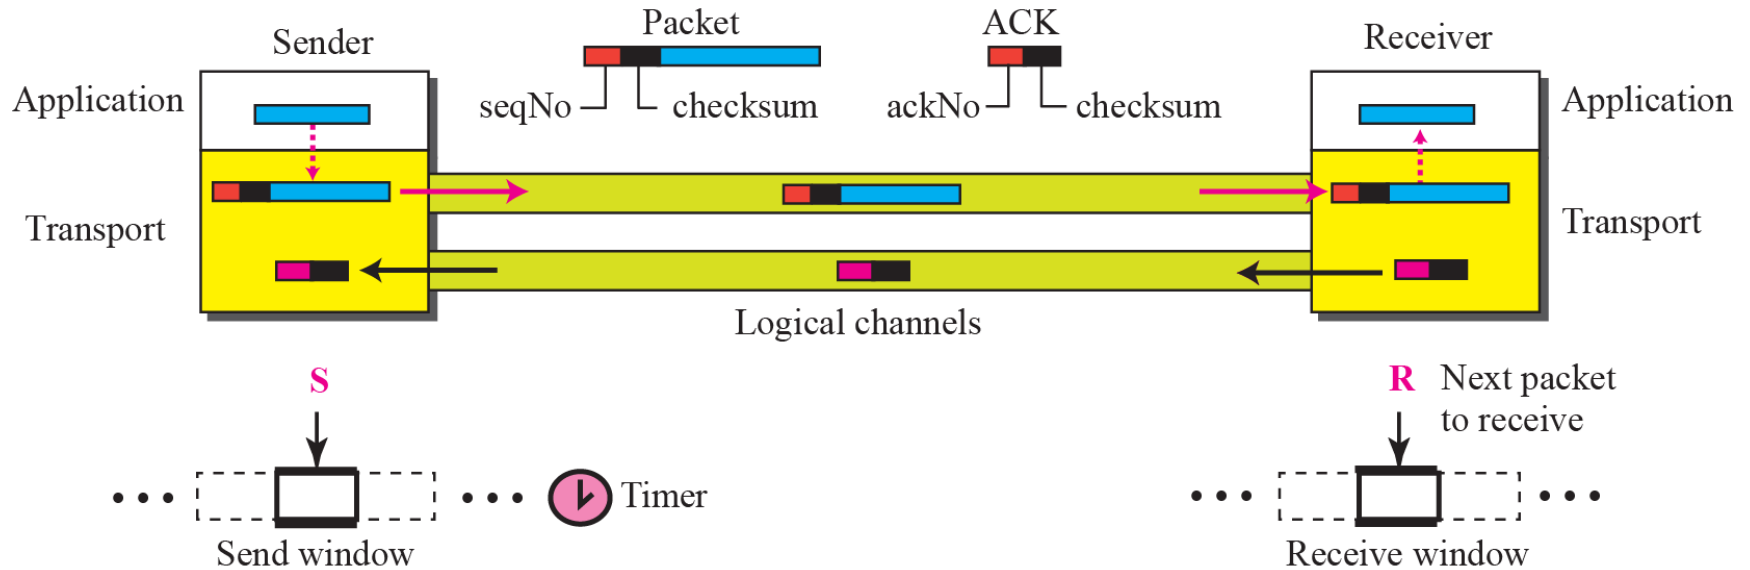 Sender
Packet
ACK
Receiver
Application
seqNo
checksum
ackNo
checksum
Application
Transport
Transport
Logical channels
S
R
Next packet
to receive
Timer
Send window
Receive window